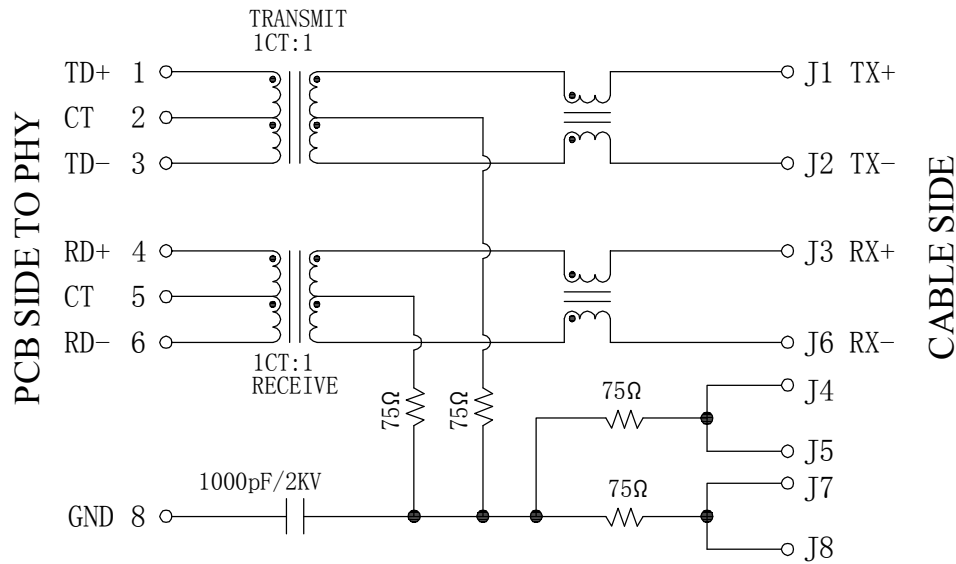 TRANSMIT
1CT:1
TD+ 1
CT 2
TD- 3
J1 TX+
J2 TX-
PCB SIDE TO PHY
CABLE SIDE
RD+ 4
CT 5
RD- 6
J3 RX+
J6 RX-
1CT:1
RECEIVE
75Ω
75Ω
75Ω
J4
J5
1000pF/2KV
GND 8
75Ω
J7
J8